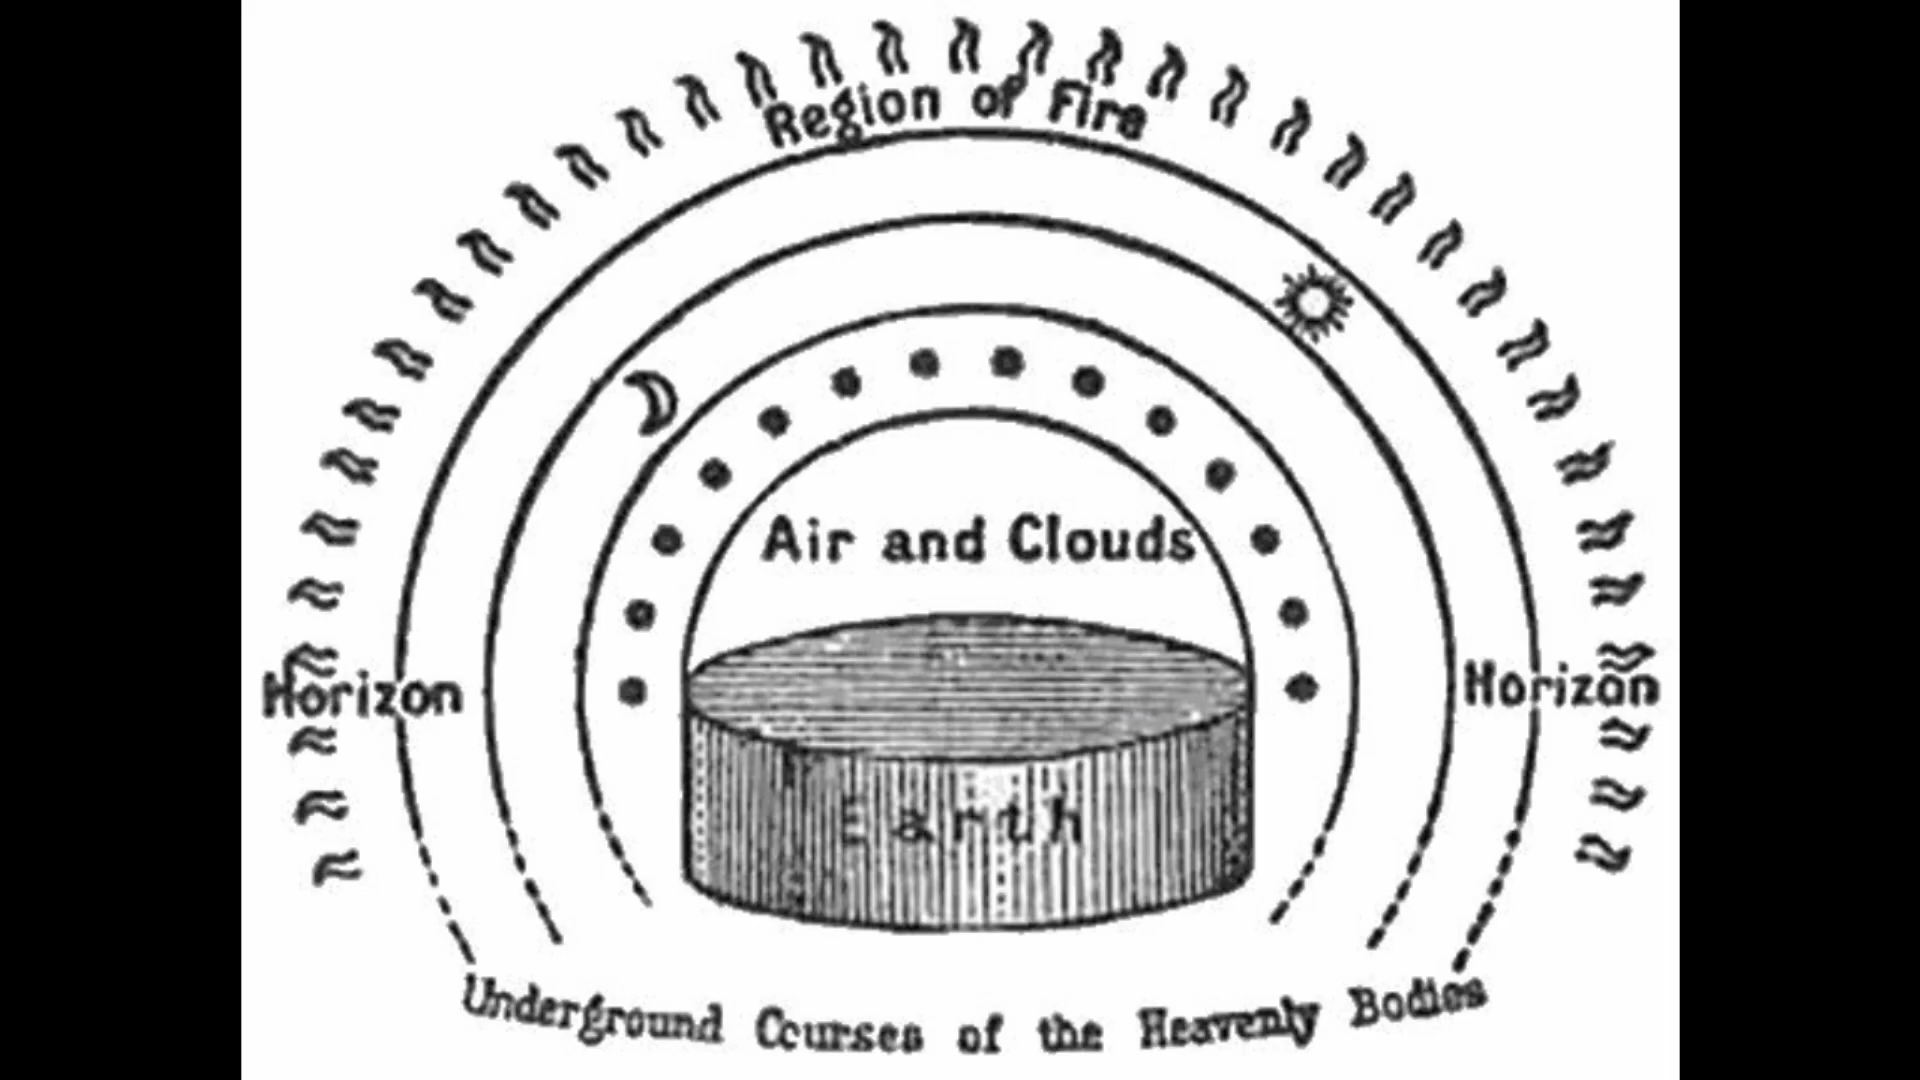 Region of Fire
Air and Clouds
Horizon
Horizon
Earth
Underground Courses of the Heavenly Bodies